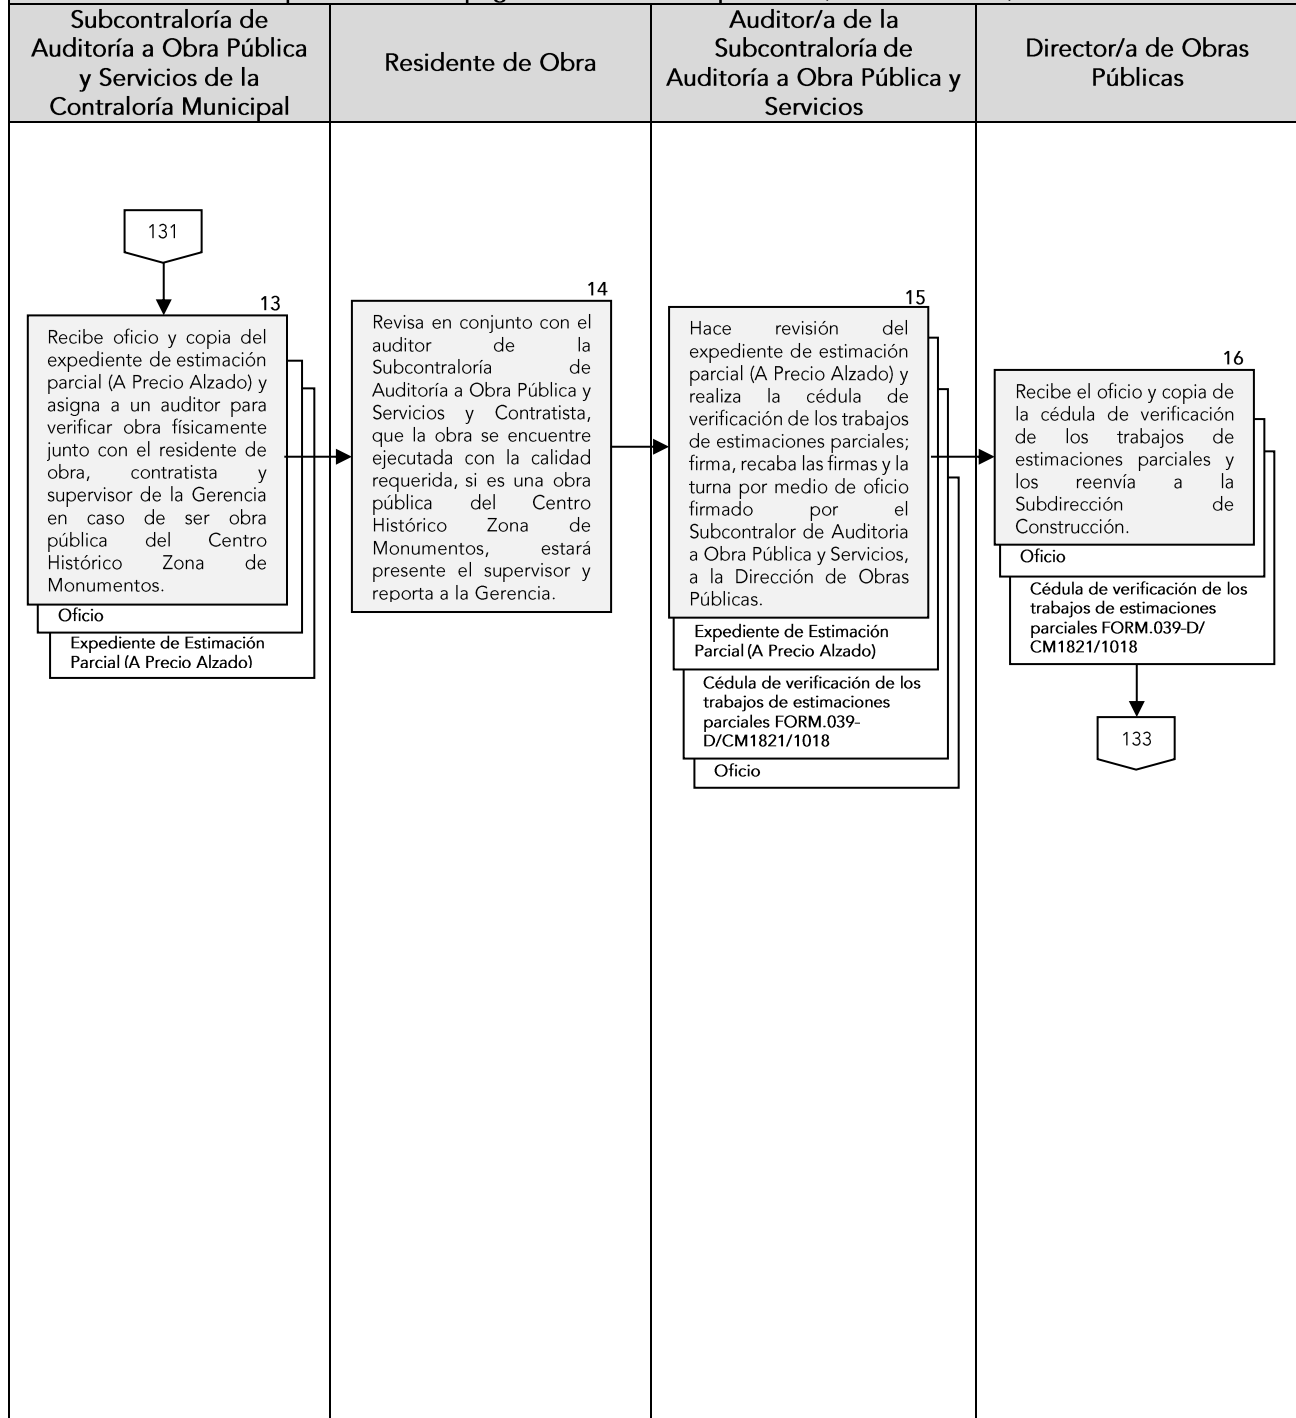 Subcontraloría de
Auditoría a Obra Pública
y Servicios de la
Contraloría Municipal
Residente de Obra
Auditor/a de la
Subcontraloría de
Auditoría a Obra Pública y
Servicios
Director/a de Obras
Públicas
131
13
Recibe oficio y copia del
expediente de estimación
parcial (A Precio Alzado) y
asigna a un auditor para
verificar obra físicamente
junto con el residente de
obra, contratista y
supervisor de la Gerencia
en caso de ser obra
pública del Centro
Histórico Zona de
Monumentos.
Oficio
Expediente de Estimación
Parcial (A Precio Alzado)
14
Revisa en conjunto con el
auditor de la
Subcontraloría de
Auditoría a Obra Pública y
Servicios y Contratista,
que la obra se encuentre
ejecutada con la calidad
requerida, si es una obra
pública del Centro
Histórico Zona de
Monumentos, estará
presente el supervisor y
reporta a la Gerencia.
15
Hace revisión del
expediente de estimación
parcial (A Precio Alzado) y
realiza la cédula de
verificación de los trabajos
de estimaciones parciales;
firma, recaba las firmas y la
turna por medio de oficio
firmado por el
Subcontralor de Auditoria
a Obra Pública y Servicios,
a la Dirección de Obras
Públicas.
Expediente de Estimación
Parcial (A Precio Alzado)
Cédula de verificación de los
trabajos de estimaciones
parciales FORM.039-
D/CM1821/1018
Oficio
16
Recibe el oficio y copia de
la cédula de verificación
de los trabajos de
estimaciones parciales y
los reenvía a la
Subdirección de
Construcción.
Oficio
Cédula de verificación de los
trabajos de estimaciones
parciales FORM.039-D/
CM1821/1018
133